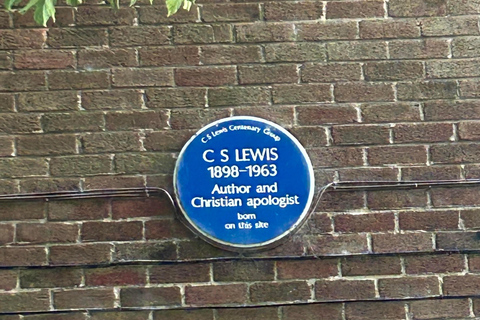 C S Lewis Centenary Group
C S LEWIS
1898–1963
Author and
Christian apologist
born
on this site